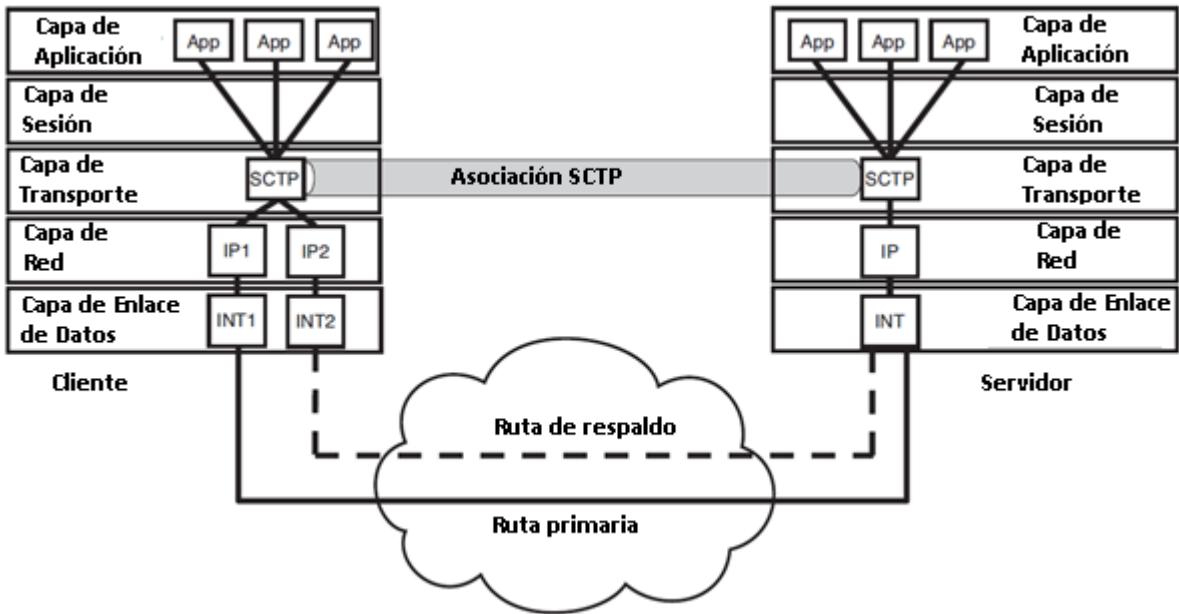 Capa de
Aplicación
App App App
Capa de
Sesión
Capa de
Transporte
SCTP
Capa de
Red
IP1 IP2
Capa de Enlace
de Datos
INT1 INT2
Cliente
Asociación SCTP
App App App
Capa de
Aplicación
Capa de
Sesión
SCTP
Capa de
Transporte
IP
Capa de
Red
INT
Capa de Enlace
de Datos
Servidor
Ruta de respaldo
Ruta primaria